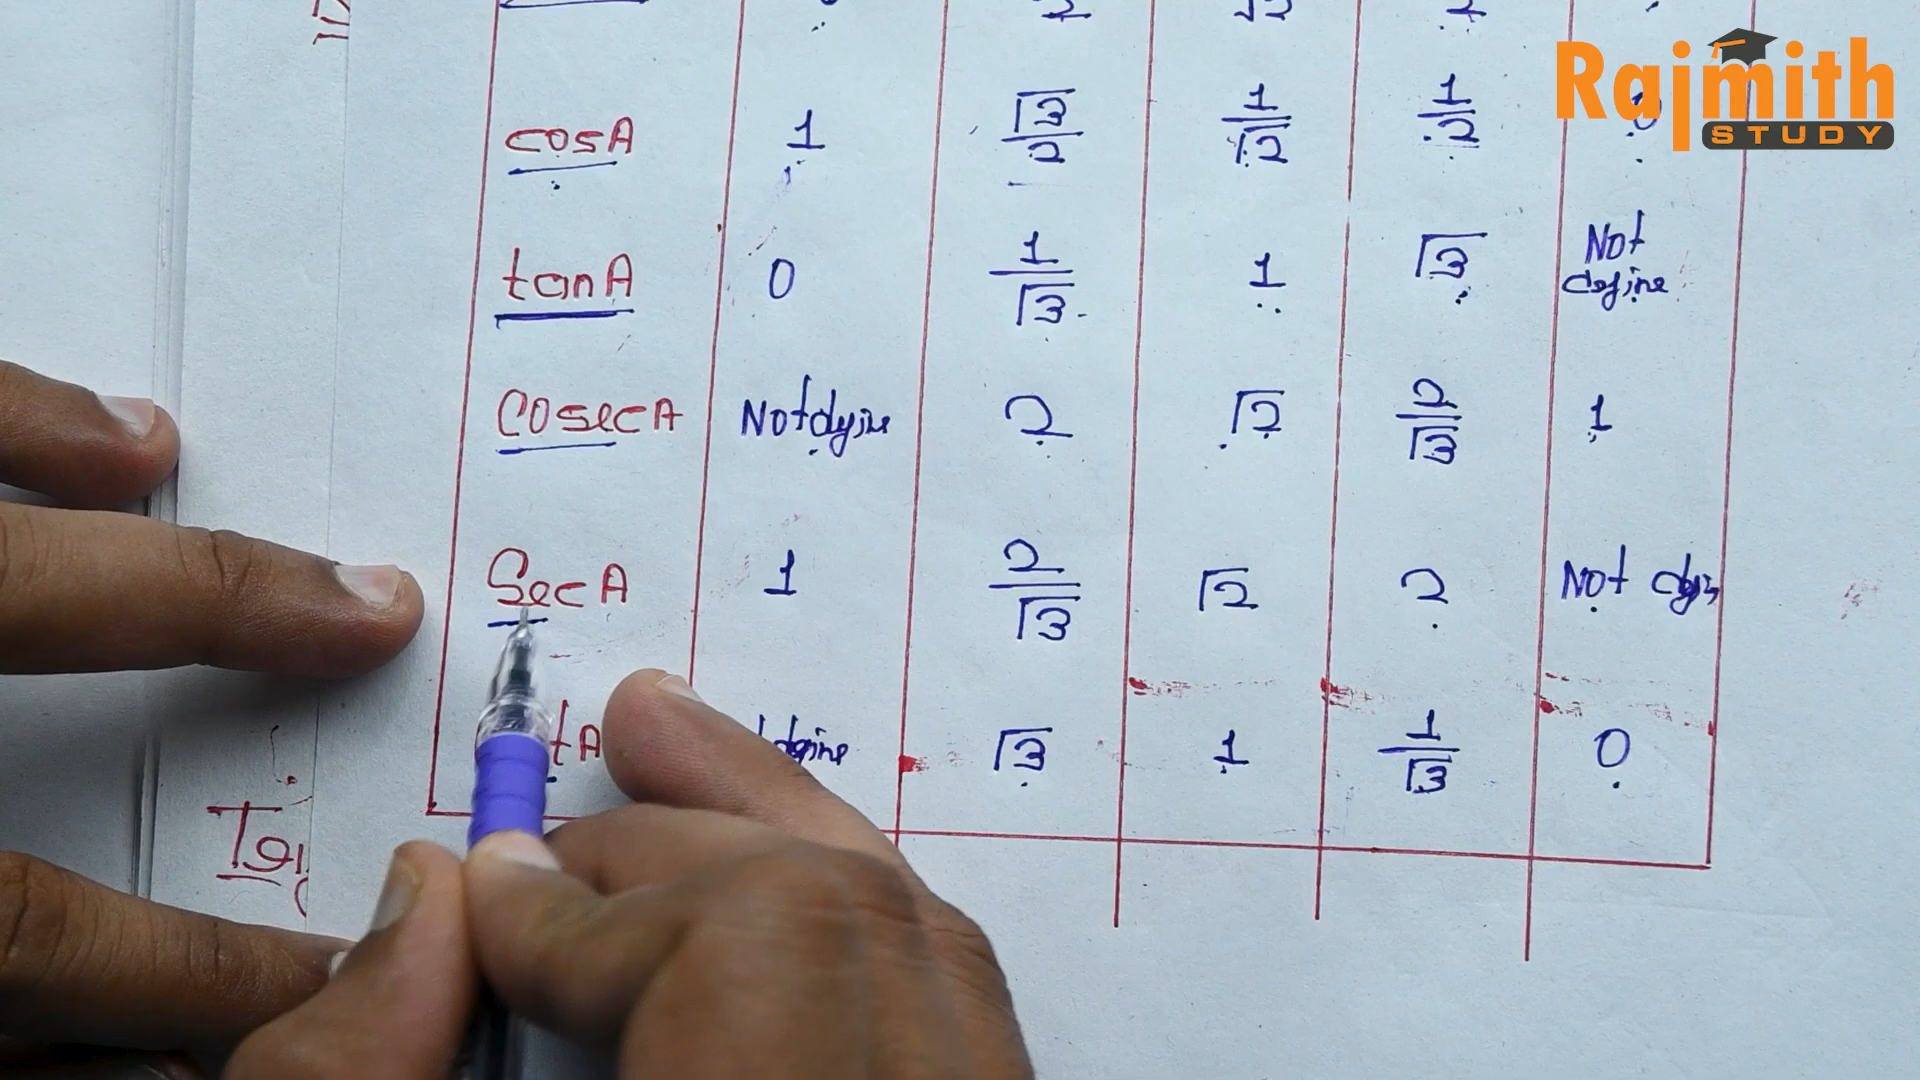 Rajmith
STUDY
cosA 1 √3/2 1/√2 1/2 0
tanA 0 1/√3 1 √3 Not define
CosecA Not define 2 √2 2/√3 1
SecA 1 2/√3 √2 2 Not
tA √3 1 1/√3 0